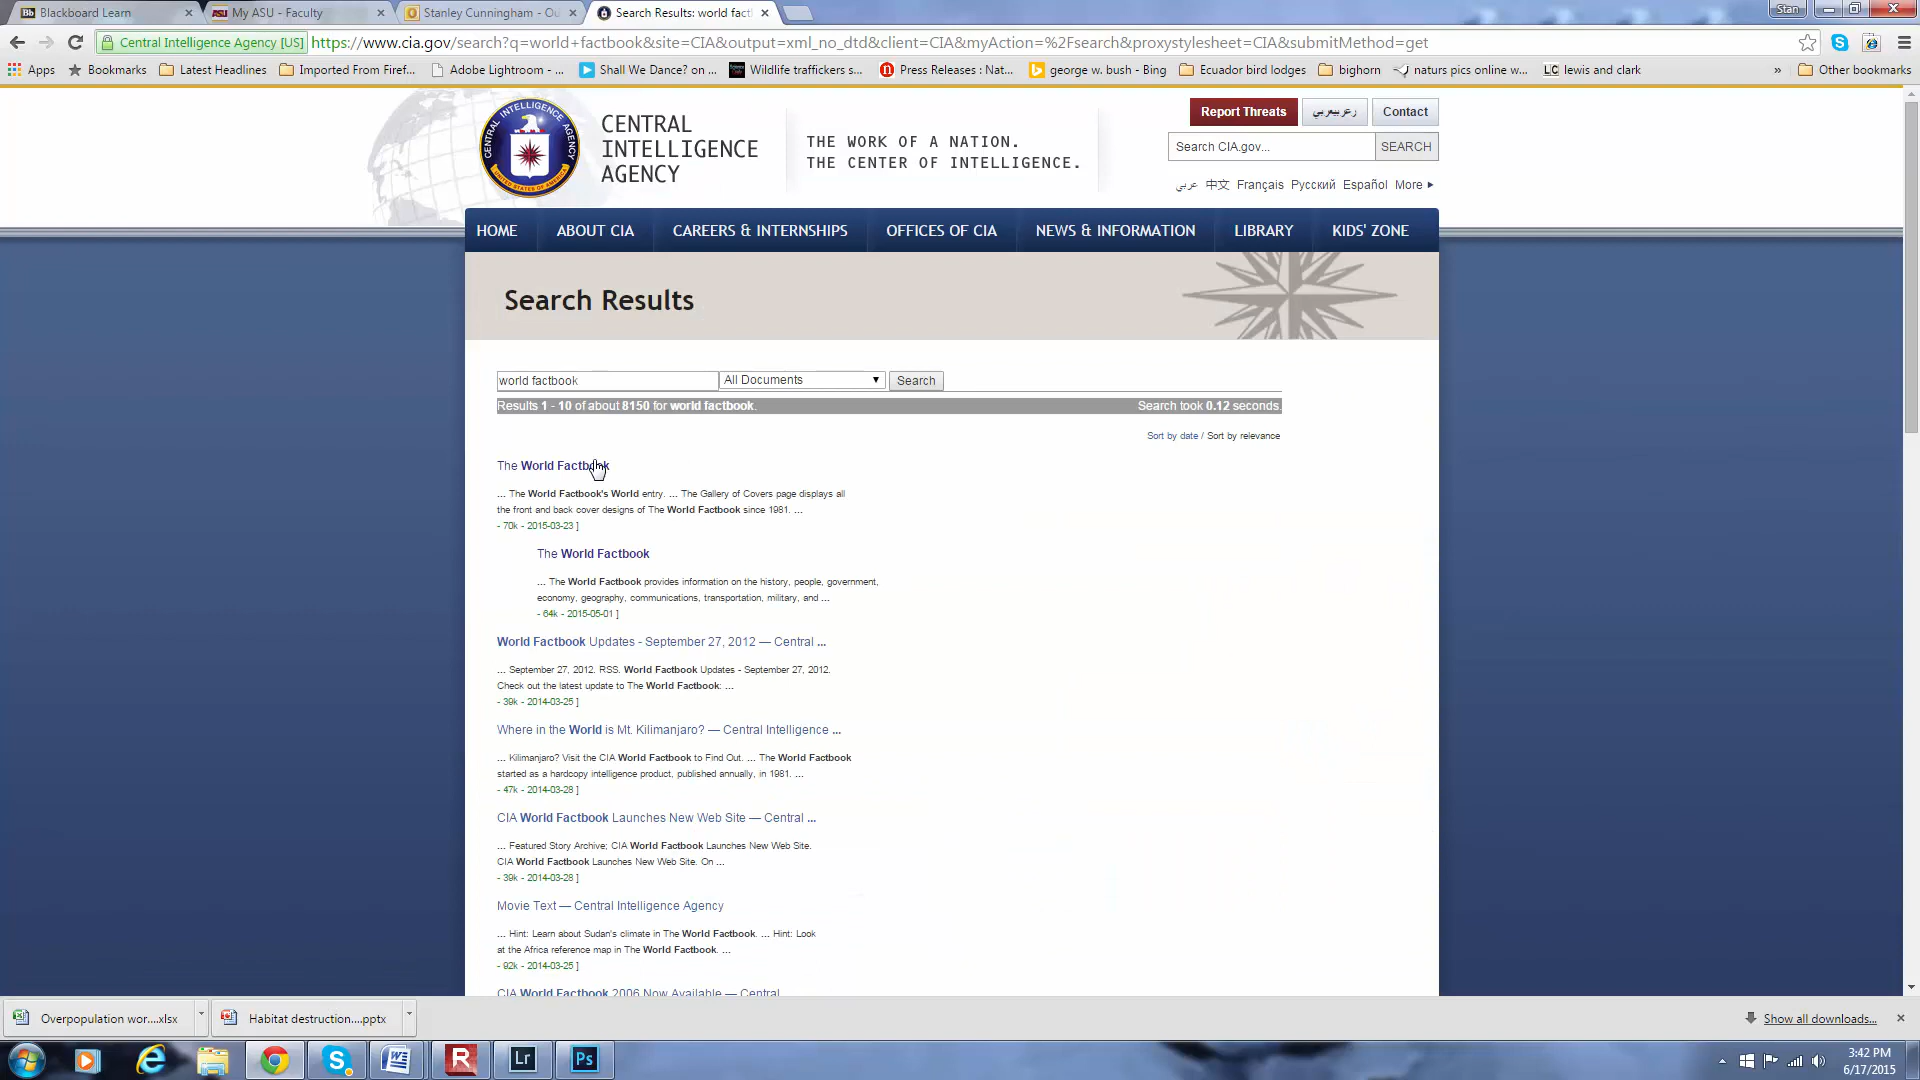 Blackboard Learn
My ASU - Faculty
Stanley Cunningham - Ou
Search Results: world fact
Stan
Central Intelligence Agency [US]
https://www.cia.gov/search?q=world+factbook&site=CIA&output=xml_no_dtd&client=CIA&myAction=%2Fsearch&proxystylesheet=CIA&submitMethod=get
Apps Bookmarks Latest Headlines Imported From Firef... Adobe Lightroom - ... Shall We Dance? on ... Wildlife traffickers s... Press Releases : Nat... george w. bush - Bing Ecuador bird lodges bighorn naturs pics online w... LC lewis and clark » Other bookmarks
CENTRAL INTELLIGENCE AGENCY
UNITED STATES OF AMERICA
CENTRAL
INTELLIGENCE
AGENCY
THE WORK OF A NATION.
THE CENTER OF INTELLIGENCE.
Report Threats Contact
Search CIA.gov... SEARCH
عربي 中文 Français Русский Español More
HOME ABOUT CIA CAREERS & INTERNSHIPS OFFICES OF CIA NEWS & INFORMATION LIBRARY KIDS' ZONE
Search Results
world factbook All Documents Search
Results 1 - 10 of about 8150 for world factbook. Search took 0.12 seconds.
Sort by date / Sort by relevance
The World Factbook
... The World Factbook's World entry. ... The Gallery of Covers page displays all
the front and back cover designs of The World Factbook since 1981. ...
- 70k - 2015-03-23 ]
The World Factbook
... The World Factbook provides information on the history, people, government,
economy, geography, communications, transportation, military, and ...
- 64k - 2015-05-01 ]
World Factbook Updates - September 27, 2012 — Central ...
... September 27, 2012. RSS. World Factbook Updates - September 27, 2012.
Check out the latest update to The World Factbook: ...
- 39k - 2014-03-25 ]
Where in the World is Mt. Kilimanjaro? — Central Intelligence ...
... Kilimanjaro? Visit the CIA World Factbook to Find Out. ... The World Factbook
started as a hardcopy intelligence product, published annually, in 1981. ...
- 47k - 2014-03-28 ]
CIA World Factbook Launches New Web Site — Central ...
... Featured Story Archive; CIA World Factbook Launches New Web Site.
CIA World Factbook Launches New Web Site. On ...
- 39k - 2014-03-28 ]
Movie Text — Central Intelligence Agency
... Hint: Learn about Sudan's climate in The World Factbook. ... Hint: Look
at the Africa reference map in The World Factbook. ...
- 92k - 2014-03-25 ]
CIA World Factbook 2006 Now Available — Central
Overpopulation wor....xlsx Habitat destruction....pptx Show all downloads...
Lr Ps
3:42 PM
6/17/2015